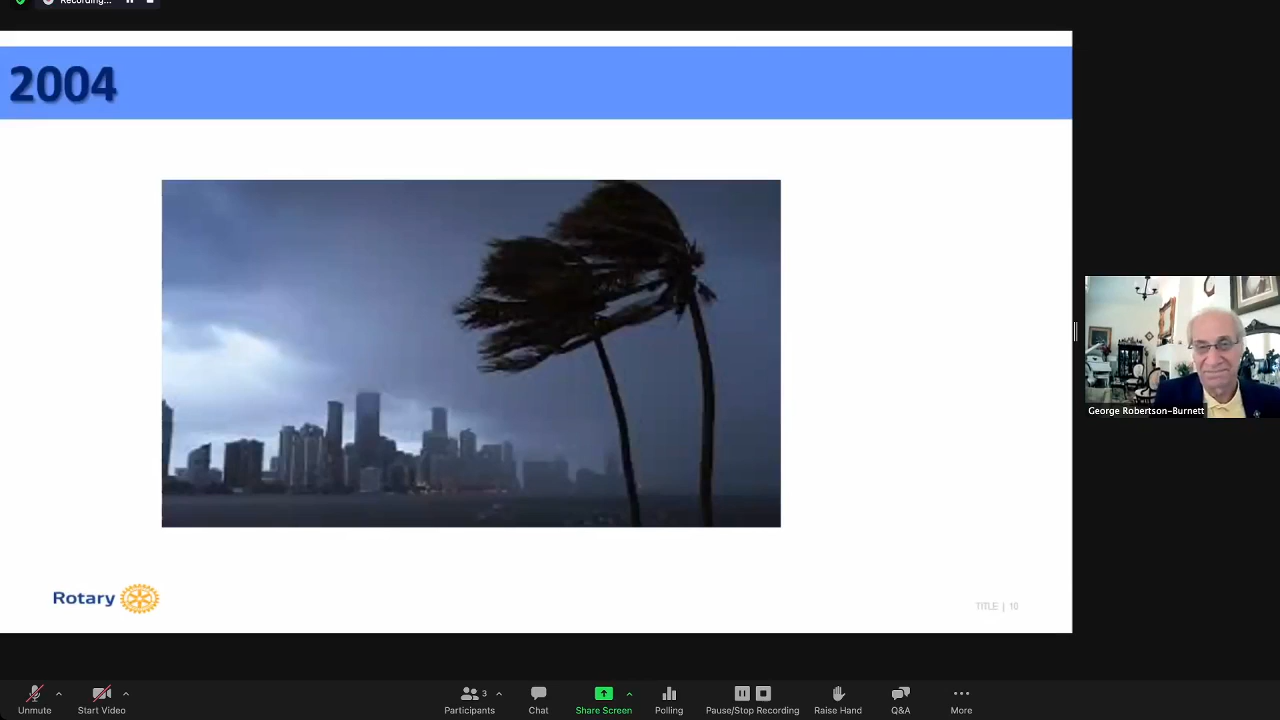 Recording...
2004
George Robertson-Burnett
Rotary
TITLE | 10
Unmute
Start Video
3
Participants
Chat
Share Screen
Polling
Pause/Stop Recording
Raise Hand
Q&A
More